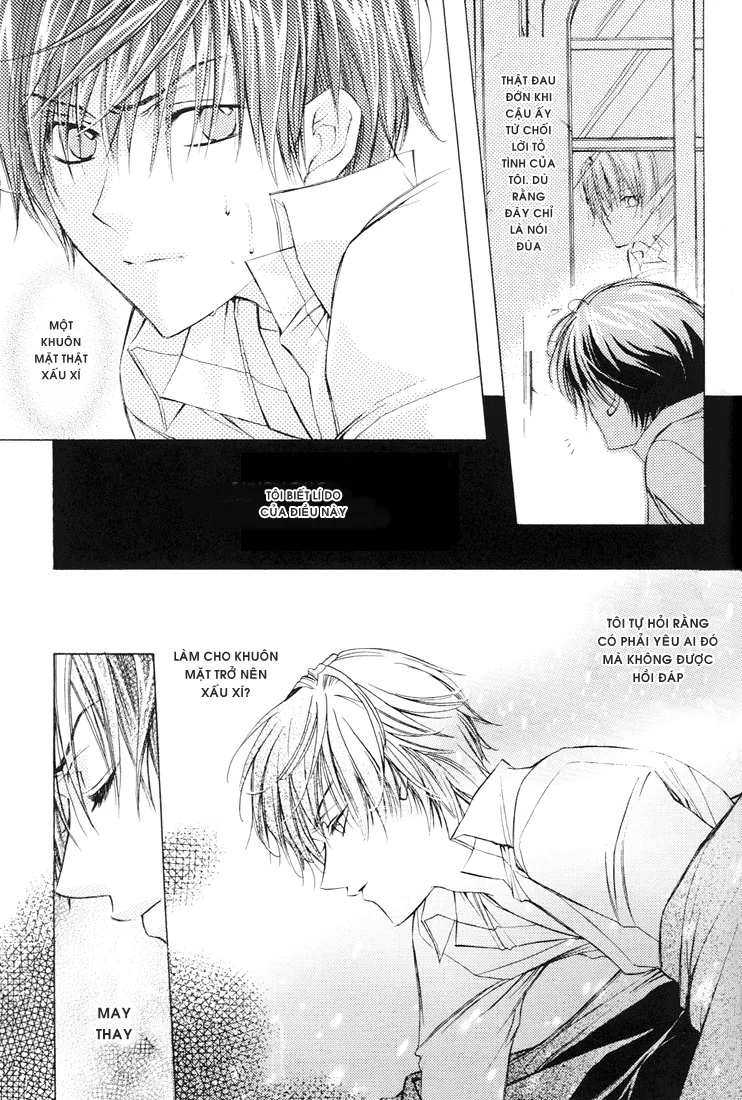 THẬT ĐAU
ĐỚN KHI
CẬU ẤY
TỪ CHỐI
LỜI TỎ
TÌNH CỦA
TÔI. DÙ
RẰNG
ĐÂY CHỈ
LÀ NÓI
ĐÙA
MỘT
KHUÔN
MẶT THẬT
XẤU XÍ
TÔI BIẾT LÍ DO
CỦA ĐIỀU NÀY
TÔI TỰ HỎI RẰNG
CÓ PHẢI YÊU AI ĐÓ
MÀ KHÔNG ĐƯỢC
HỒI ĐÁP
LÀM CHO KHUÔN
MẶT TRỞ NÊN
XẤU XÍ?
MAY
THAY